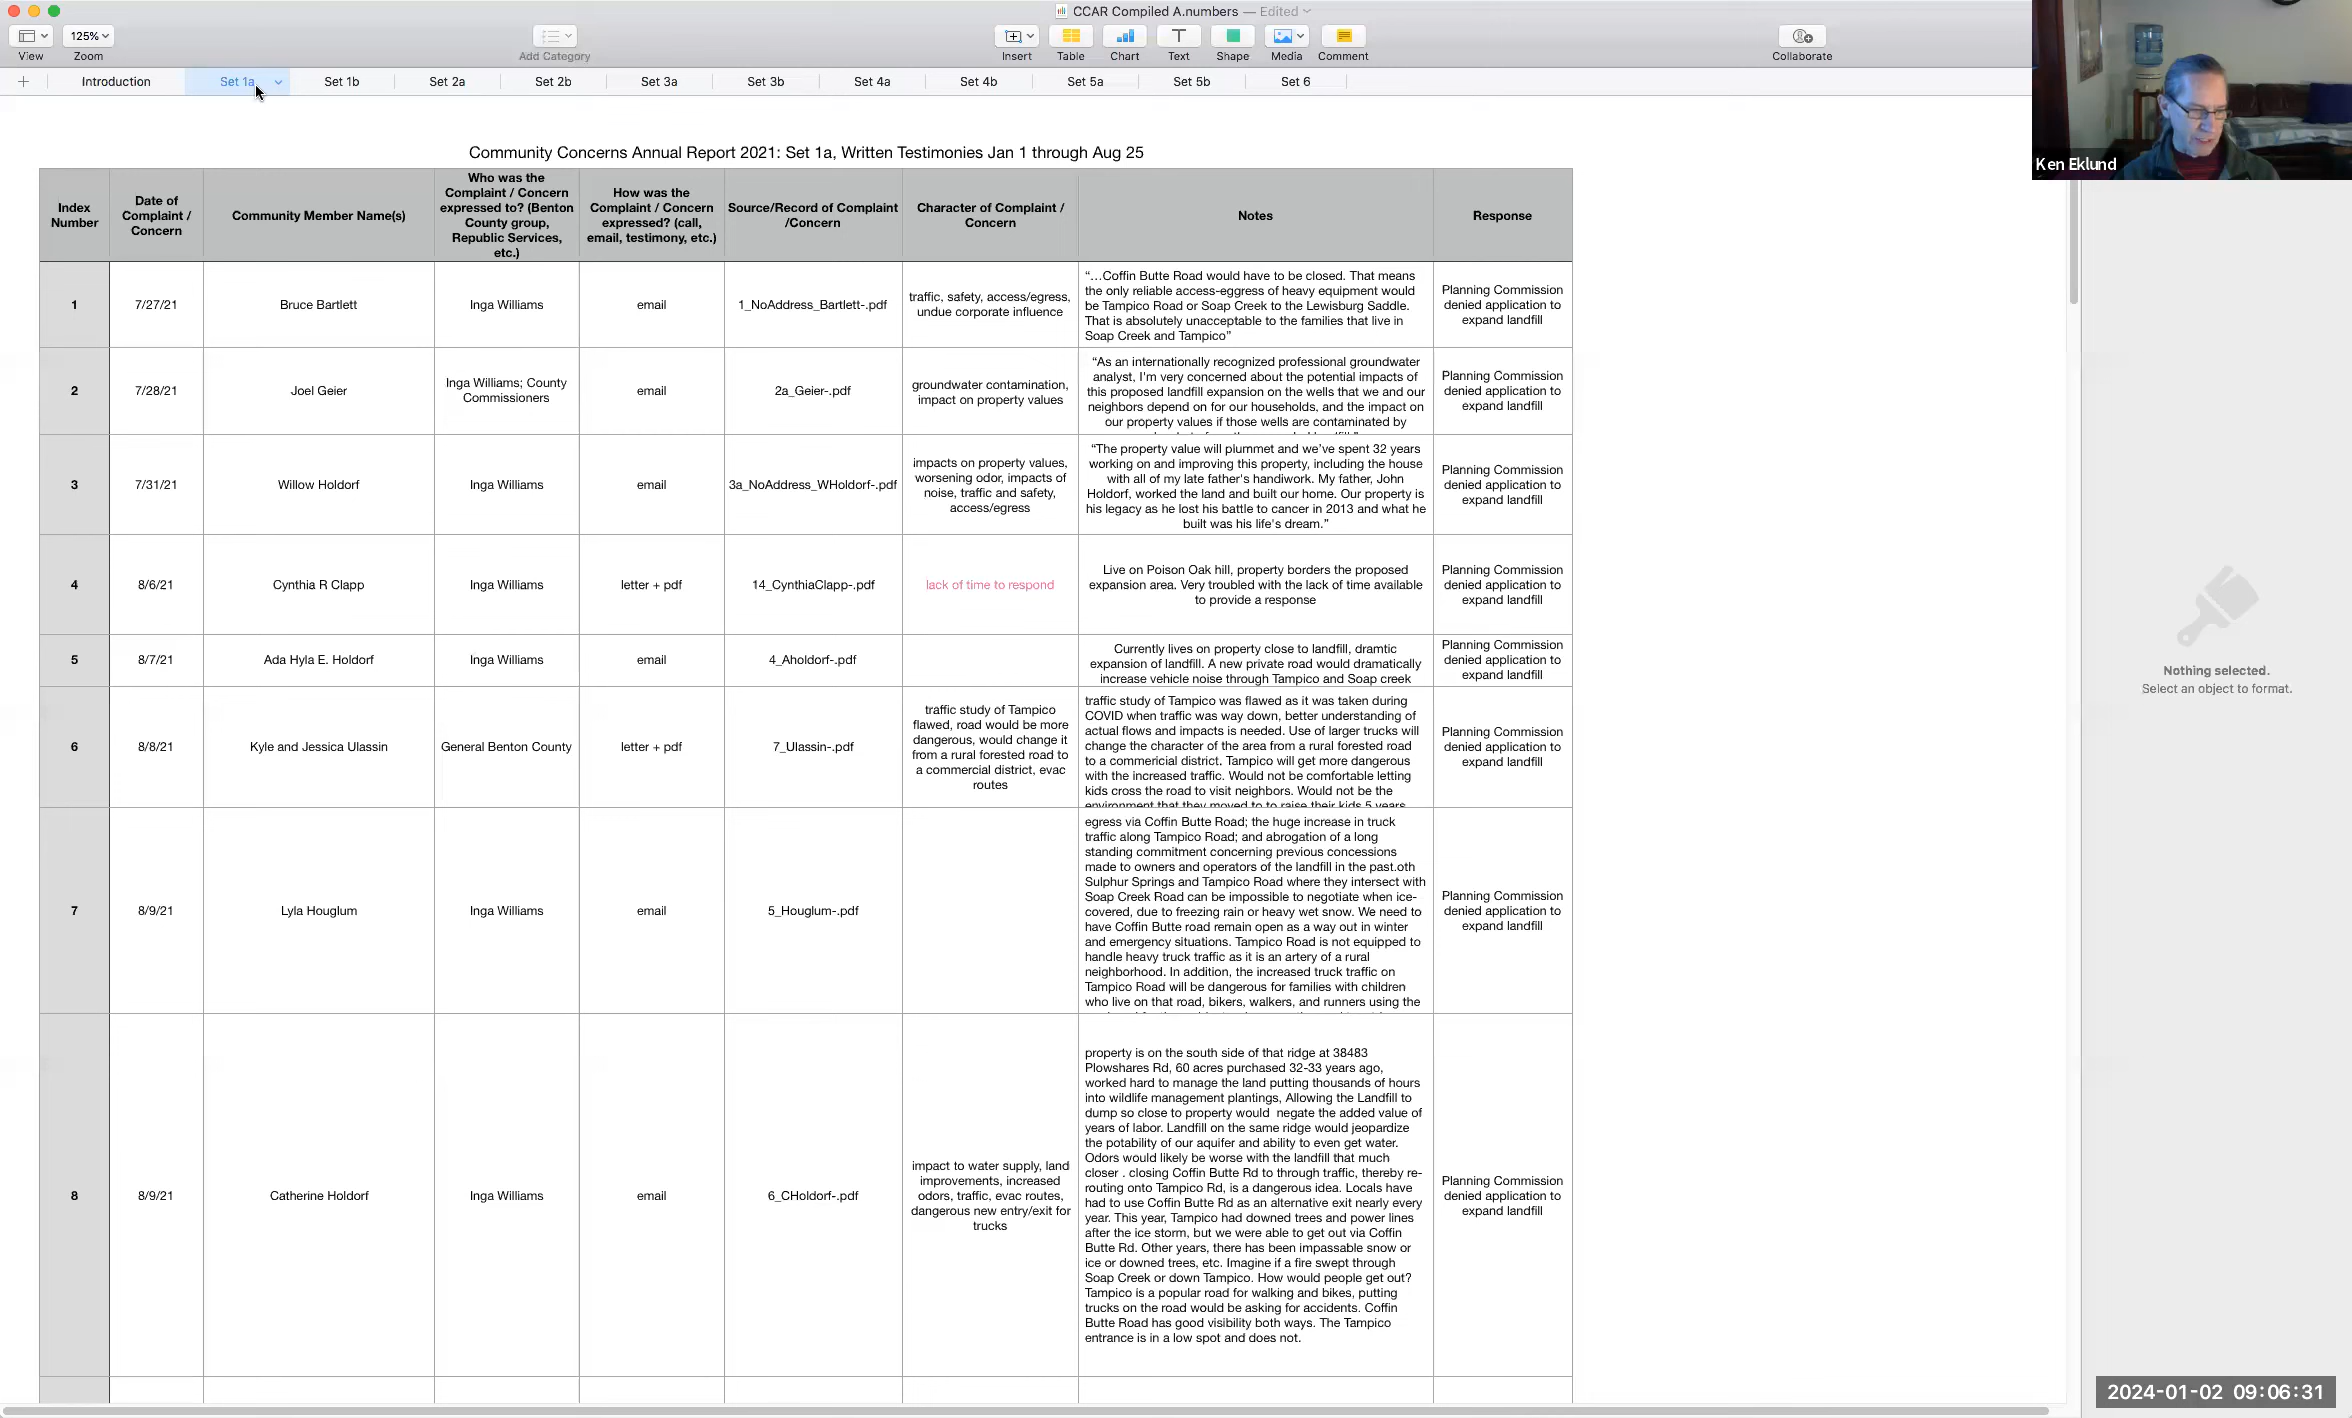 CCAR Compiled A.numbers — Edited
View
125%
Zoom
Add Category
Insert
Table
Chart
Text
Shape
Media
Comment
Collaborate
Introduction
Set 1a
Set 1b
Set 2a
Set 2b
Set 3a
Set 3b
Set 4a
Set 4b
Set 5a
Set 5b
Set 6
Ken Eklund
Community Concerns Annual Report 2021: Set 1a, Written Testimonies Jan 1 through Aug 25
Index
Number
Date of
Complaint /
Concern
Community Member Name(s)
Who was the
Complaint / Concern
expressed to? (Benton
County group,
Republic Services,
etc.)
How was the
Complaint / Concern
expressed? (call,
email, testimony, etc.)
Source/Record of Complaint
/Concern
Character of Complaint /
Concern
Notes
Response
1
7/27/21
Bruce Bartlett
Inga Williams
email
1_NoAddress_Bartlett-.pdf
traffic, safety, access/egress,
undue corporate influence
“…Coffin Butte Road would have to be closed. That means
the only reliable access-eggress of heavy equipment would
be Tampico Road or Soap Creek to the Lewisburg Saddle.
That is absolutely unacceptable to the families that live in
Soap Creek and Tampico”
Planning Commission
denied application to
expand landfill
2
7/28/21
Joel Geier
Inga Williams; County
Commissioners
email
2a_Geier-.pdf
groundwater contamination,
impact on property values
“As an internationally recognized professional groundwater
analyst, I'm very concerned about the potential impacts of
this proposed landfill expansion on the wells that we and our
neighbors depend on for our households, and the impact on
our property values if those wells are contaminated by
Planning Commission
denied application to
expand landfill
3
7/31/21
Willow Holdorf
Inga Williams
email
3a_NoAddress_WHoldorf-.pdf
impacts on property values,
worsening odor, impacts of
noise, traffic and safety,
access/egress
“The property value will plummet and we’ve spent 32 years
working on and improving this property, including the house
with all of my late father's handiwork. My father, John
Holdorf, worked the land and built our home. Our property is
his legacy as he lost his battle to cancer in 2013 and what he
built was his life's dream.”
Planning Commission
denied application to
expand landfill
4
8/6/21
Cynthia R Clapp
Inga Williams
letter + pdf
14_CynthiaClapp-.pdf
lack of time to respond
Live on Poison Oak hill, property borders the proposed
expansion area. Very troubled with the lack of time available
to provide a response
Planning Commission
denied application to
expand landfill
5
8/7/21
Ada Hyla E. Holdorf
Inga Williams
email
4_Aholdorf-.pdf
Currently lives on property close to landfill, dramtic
expansion of landfill. A new private road would dramatically
increase vehicle noise through Tampico and Soap creek
Planning Commission
denied application to
expand landfill
6
8/8/21
Kyle and Jessica Ulassin
General Benton County
letter + pdf
7_Ulassin-.pdf
traffic study of Tampico
flawed, road would be more
dangerous, would change it
from a rural forested road to
a commercial district, evac
routes
traffic study of Tampico was flawed as it was taken during
COVID when traffic was way down, better understanding of
actual flows and impacts is needed. Use of larger trucks will
change the character of the area from a rural forested road
to a commericial district. Tampico will get more dangerous
with the increased traffic. Would not be comfortable letting
kids cross the road to visit neighbors. Would not be the
environment that they moved to to raise their kids 5 years
Planning Commission
denied application to
expand landfill
7
8/9/21
Lyla Houglum
Inga Williams
email
5_Houglum-.pdf
egress via Coffin Butte Road; the huge increase in truck
traffic along Tampico Road; and abrogation of a long
standing commitment concerning previous concessions
made to owners and operators of the landfill in the past.oth
Sulphur Springs and Tampico Road where they intersect with
Soap Creek Road can be impossible to negotiate when ice-
covered, due to freezing rain or heavy wet snow. We need to
have Coffin Butte road remain open as a way out in winter
and emergency situations. Tampico Road is not equipped to
handle heavy truck traffic as it is an artery of a rural
neighborhood. In addition, the increased truck traffic on
Tampico Road will be dangerous for families with children
who live on that road, bikers, walkers, and runners using the
Planning Commission
denied application to
expand landfill
8
8/9/21
Catherine Holdorf
Inga Williams
email
6_CHoldorf-.pdf
impact to water supply, land
improvements, increased
odors, traffic, evac routes,
dangerous new entry/exit for
trucks
property is on the south side of that ridge at 38483
Plowshares Rd, 60 acres purchased 32-33 years ago,
worked hard to manage the land putting thousands of hours
into wildlife management plantings, Allowing the Landfill to
dump so close to property would  negate the added value of
years of labor. Landfill on the same ridge would jeopardize
the potability of our aquifer and ability to even get water.
Odors would likely be worse with the landfill that much
closer . closing Coffin Butte Rd to through traffic, thereby re-
routing onto Tampico Rd, is a dangerous idea. Locals have
had to use Coffin Butte Rd as an alternative exit nearly every
year. This year, Tampico had downed trees and power lines
after the ice storm, but we were able to get out via Coffin
Butte Rd. Other years, there has been impassable snow or
ice or downed trees, etc. Imagine if a fire swept through
Soap Creek or down Tampico. How would people get out?
Tampico is a popular road for walking and bikes, putting
trucks on the road would be asking for accidents. Coffin
Butte Road has good visibility both ways. The Tampico
entrance is in a low spot and does not.
Planning Commission
denied application to
expand landfill
Nothing selected.
Select an object to format.
2024-01-02 09:06:31